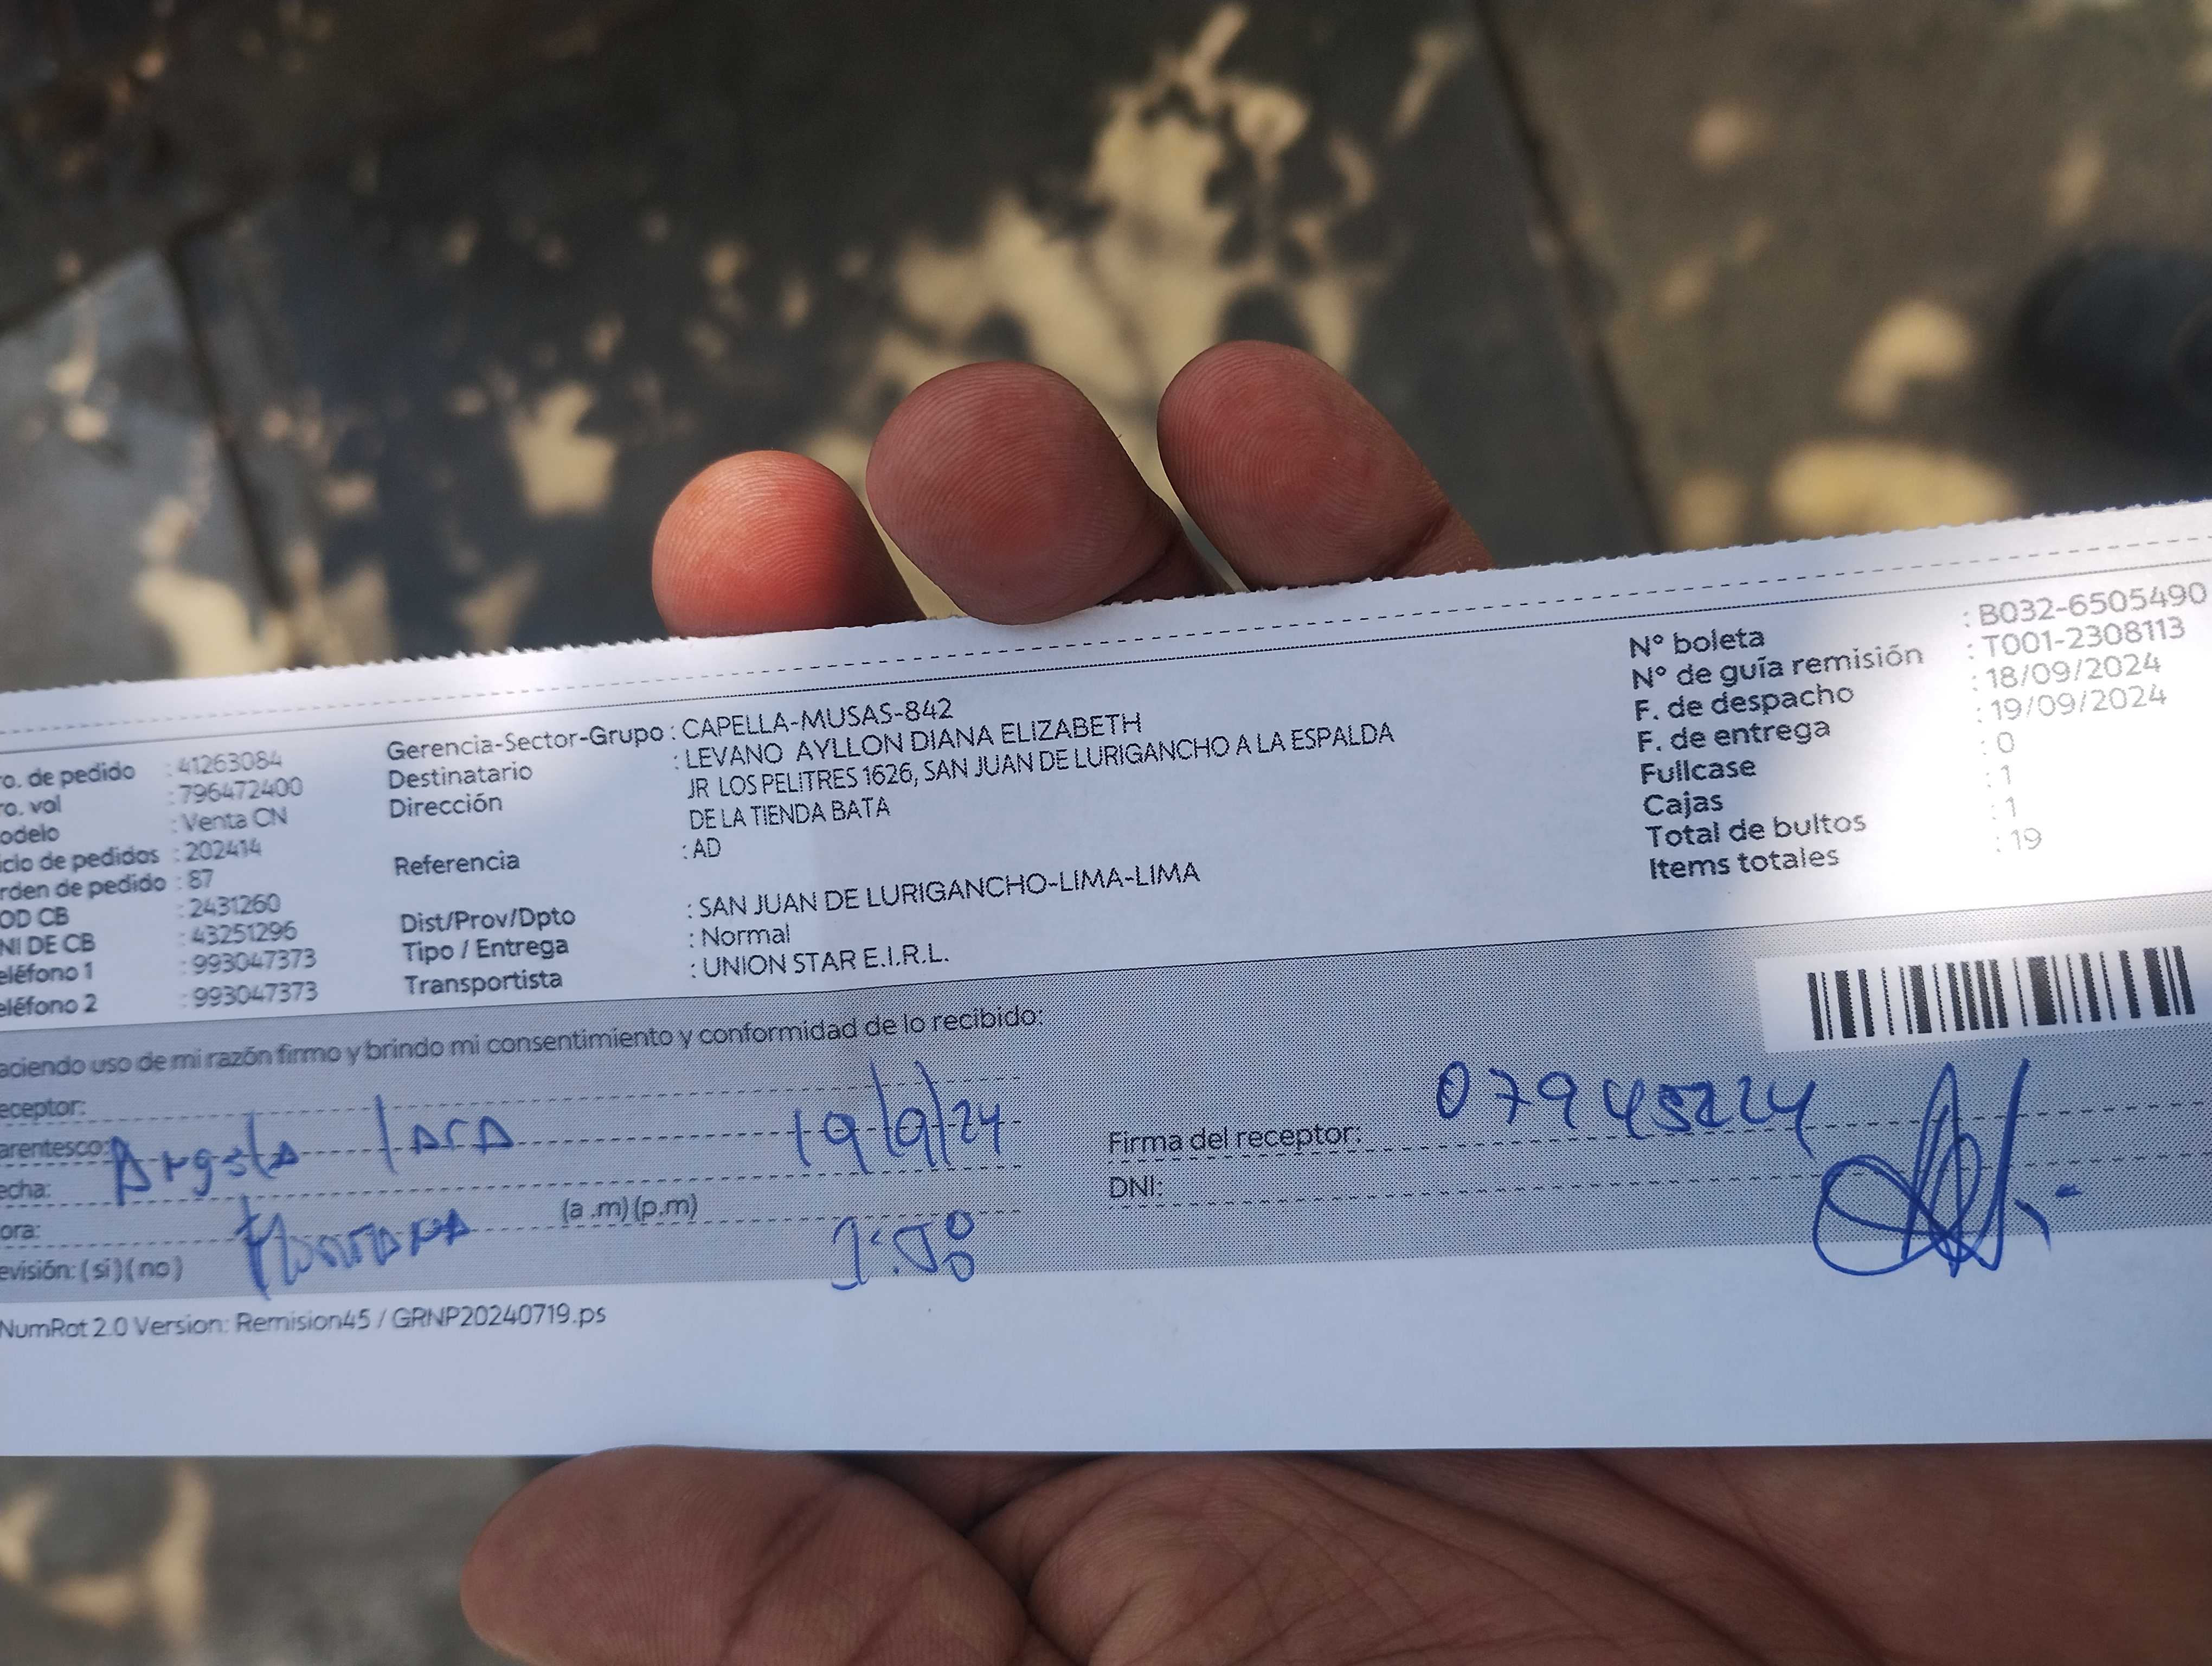 ro. de pedido : 41263084
ro. vol : 796472400
odelo : Venta CN
iclo de pedidos : 202414
rden de pedido : 87
OD CB : 2431260
NI DE CB : 43251296
eléfono 1 : 993047373
eléfono 2 : 993047373
Gerencia-Sector-Grupo : CAPELLA-MUSAS-842
Destinatario : LEVANO AYLLON DIANA ELIZABETH
Dirección JR LOS PELITRES 1626, SAN JUAN DE LURIGANCHO A LA ESPALDA
DE LA TIENDA BATA
Referencia : AD
Dist/Prov/Dpto : SAN JUAN DE LURIGANCHO-LIMA-LIMA
Tipo / Entrega : Normal
Transportista : UNION STAR E.I.R.L.
N° boleta : B032-6505490
N° de guía remisión : T001-2308113
F. de despacho : 18/09/2024
F. de entrega : 19/09/2024
Fullcase : 0
Cajas : 1
Total de bultos : 1
Items totales : 19
aciendo uso de mi razón firmo y brindo mi consentimiento y conformidad de lo recibido:
eceptor:
arentesco: lara 19/9/24
echa:
ora: (a .m) (p.m)
evisión: (si) (no)
Firma del receptor: 07945224
DNI:
NumRot 2.0 Version: Remision45 / GRNP20240719.ps